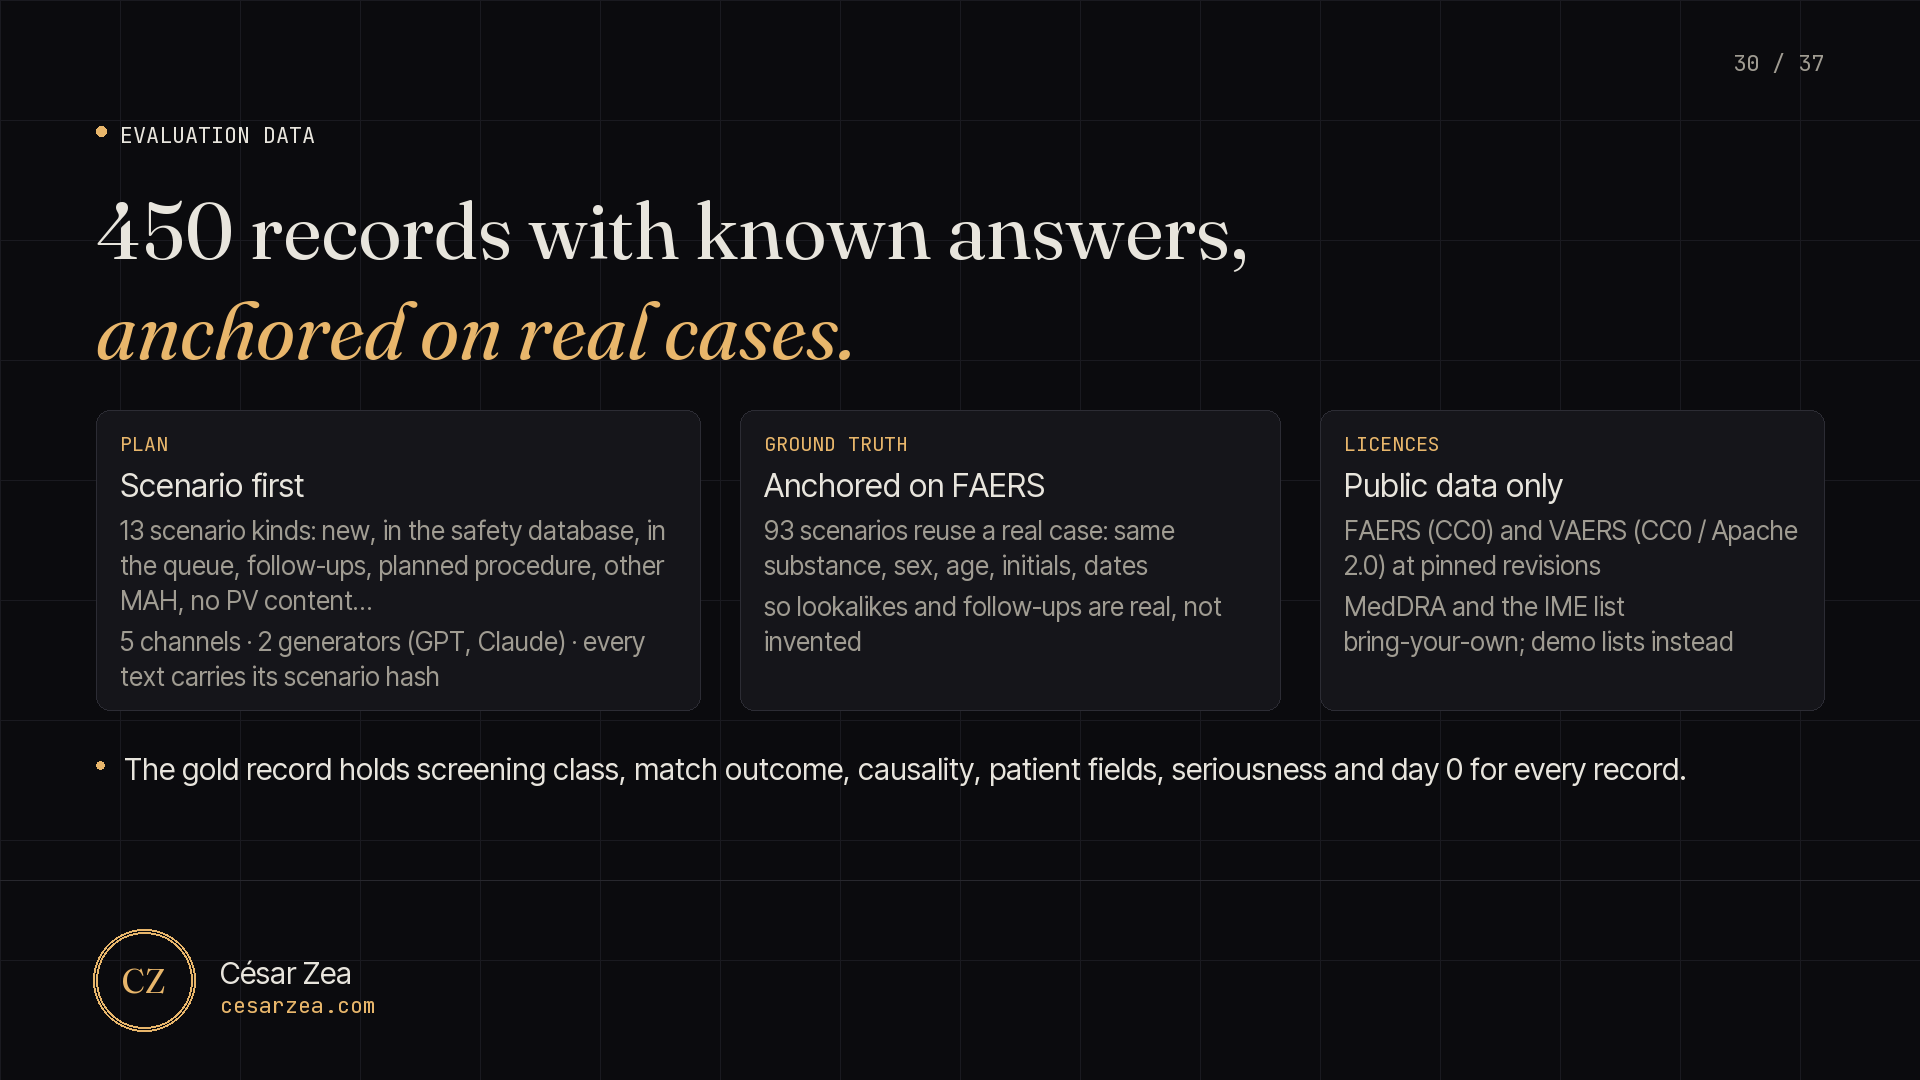 30 / 37
EVALUATION DATA
450 records with known answers,
anchored on real cases.
PLAN
Scenario first
13 scenario kinds: new, in the safety database, in
the queue, follow-ups, planned procedure, other
MAH, no PV content…
5 channels · 2 generators (GPT, Claude) · every
text carries its scenario hash
GROUND TRUTH
Anchored on FAERS
93 scenarios reuse a real case: same
substance, sex, age, initials, dates
so lookalikes and follow-ups are real, not
invented
LICENCES
Public data only
FAERS (CC0) and VAERS (CC0 / Apache
2.0) at pinned revisions
MedDRA and the IME list
bring-your-own; demo lists instead
The gold record holds screening class, match outcome, causality, patient fields, seriousness and day 0 for every record.
CZ
César Zea
cesarzea.com